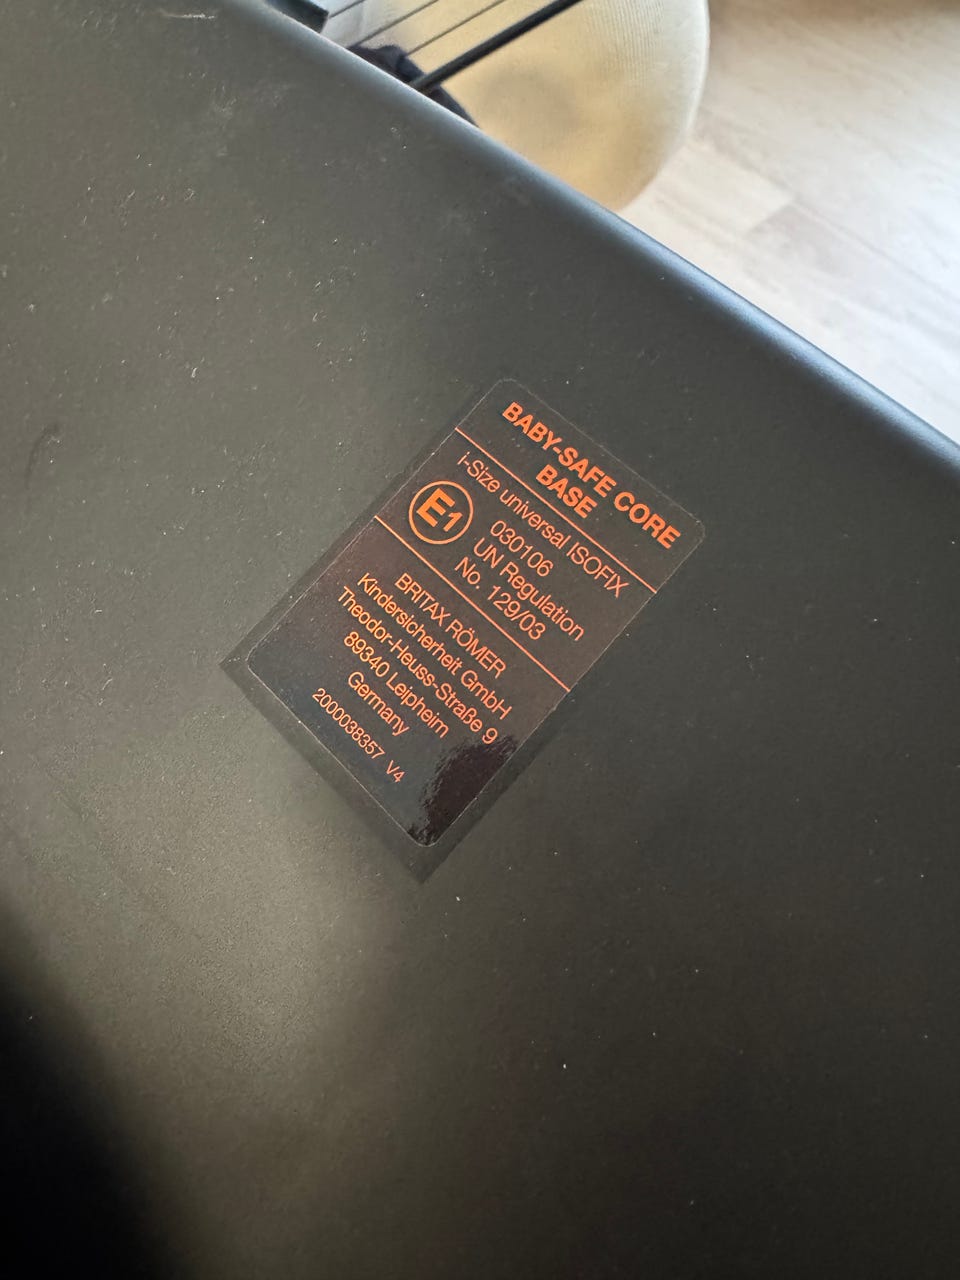 BABY-SAFE CORE
BASE
i-Size universal ISOFIX
E1
030106
UN Regulation
No. 129/03
BRITAX RÖMER
Kindersicherheit GmbH
Theodor-Heuss-Straße 9
89340 Leipheim
Germany
2000038357 V4